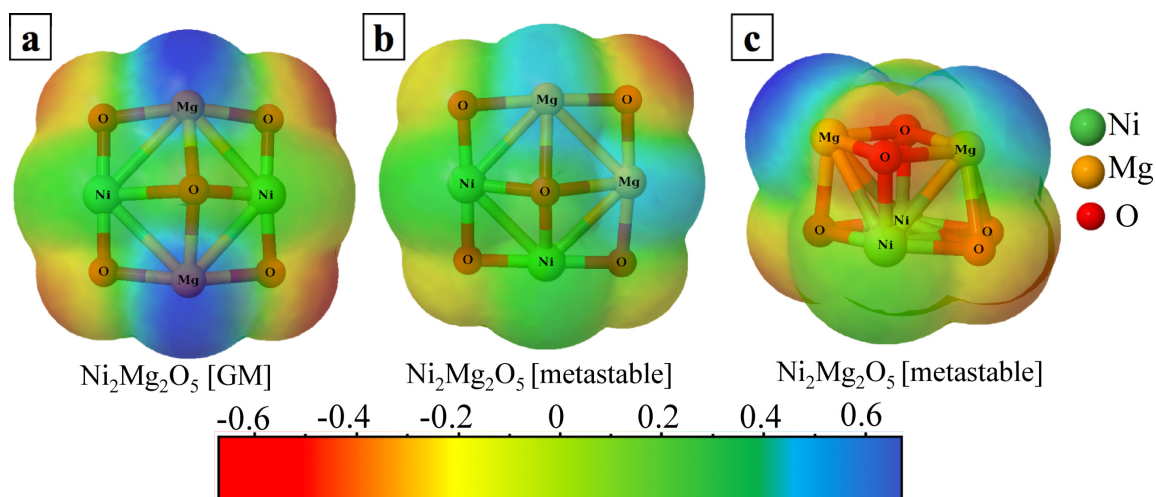 a
b
c
O Mg O
Ni O Ni
O Mg O
O Mg O
Ni O Mg
O Ni O
Mg O Mg
O
Ni
O Ni O
O
Ni
Mg
O
Ni₂Mg₂O₅ [GM]
Ni₂Mg₂O₅ [metastable]
Ni₂Mg₂O₅ [metastable]
-0.6 -0.4 -0.2 0 0.2 0.4 0.6